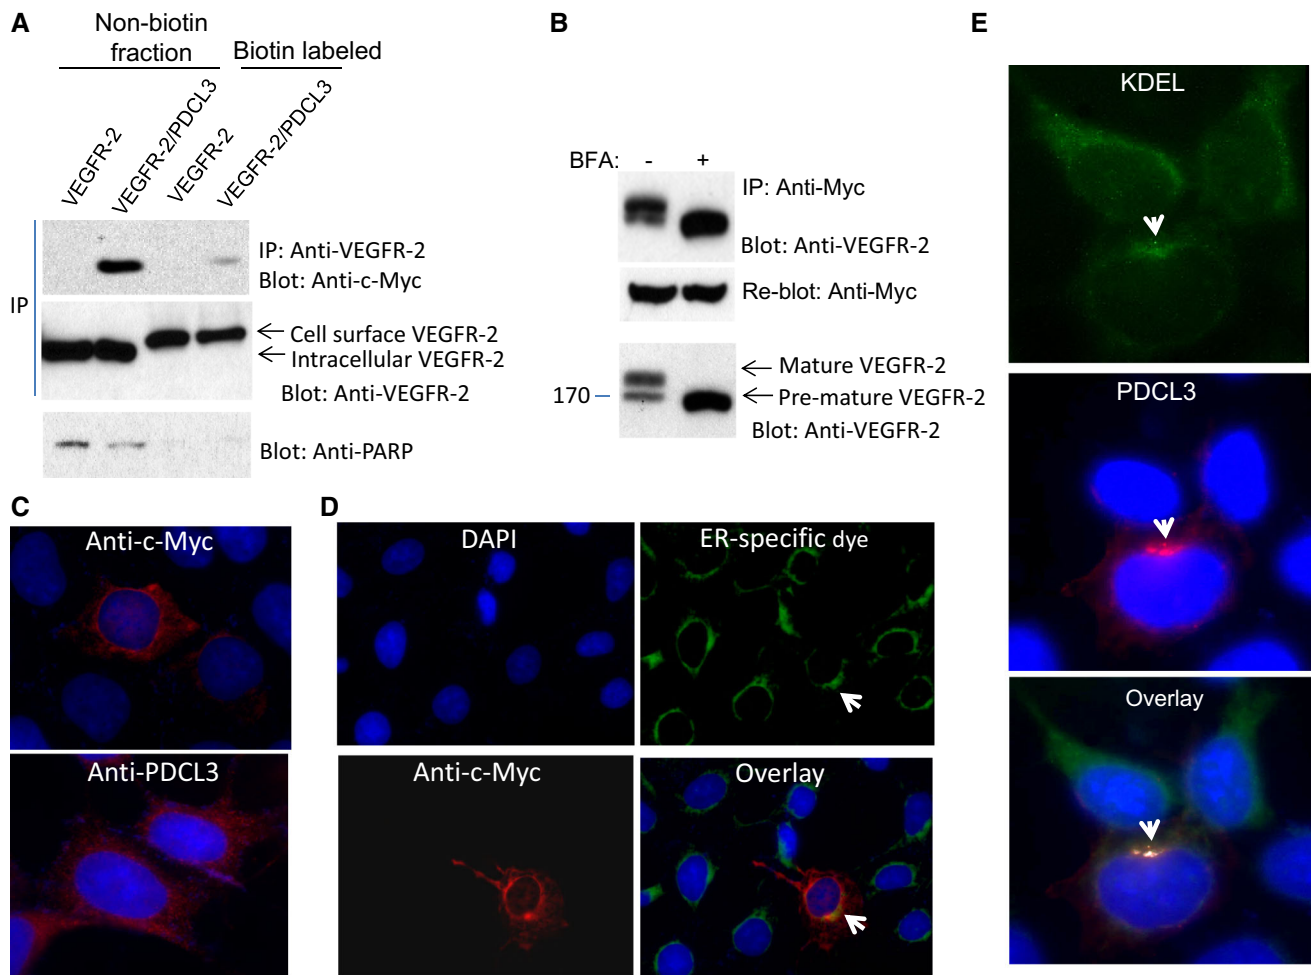 A
Non-biotin
fraction
Biotin labeled
VEGFR-2
VEGFR-2/PDCL3
VEGFR-2
VEGFR-2/PDCL3
IP
IP: Anti-VEGFR-2
Blot: Anti-c-Myc
Cell surface VEGFR-2
Intracellular VEGFR-2
Blot: Anti-VEGFR-2
Blot: Anti-PARP
B
BFA: - +
IP: Anti-Myc
Blot: Anti-VEGFR-2
Re-blot: Anti-Myc
Mature VEGFR-2
170
Pre-mature VEGFR-2
Blot: Anti-VEGFR-2
C
Anti-c-Myc
Anti-PDCL3
D
DAPI
ER-specific dye
Anti-c-Myc
Overlay
E
KDEL
PDCL3
Overlay